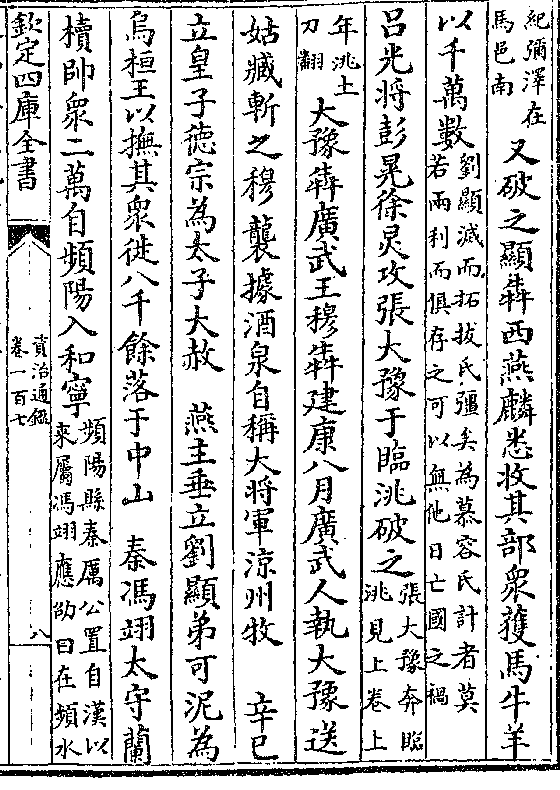 紀彌澤在
馬邑南
又破之顯犇西燕麟悉收其部衆獲馬牛羊
以千萬數
劉顯滅而拓拔氏彊矣為慕容氏計者莫
若兩利而俱存之可以無他日亡國之禍
吕光将彭晃徐炅攻張大豫于臨洮破之
張大豫奔臨
洮見上卷上
年洮上
刀翻
大豫犇廣武王穆犇建康八月廣武人執大豫送
姑臧斬之穆襲據酒泉自稱大將軍涼州牧　辛巳
立皇子德宗為太子大赦　燕主垂立劉顯弟可泥為
烏桓王以撫其衆徙八千餘落于中山　秦馮翊太守蘭
櫝帥衆二萬自頻陽入和寧
頻陽縣秦厲公置自漢以
來屬馮翊應劭曰在頻水
欽定四庫全書
資治通鑑
卷一百七
八